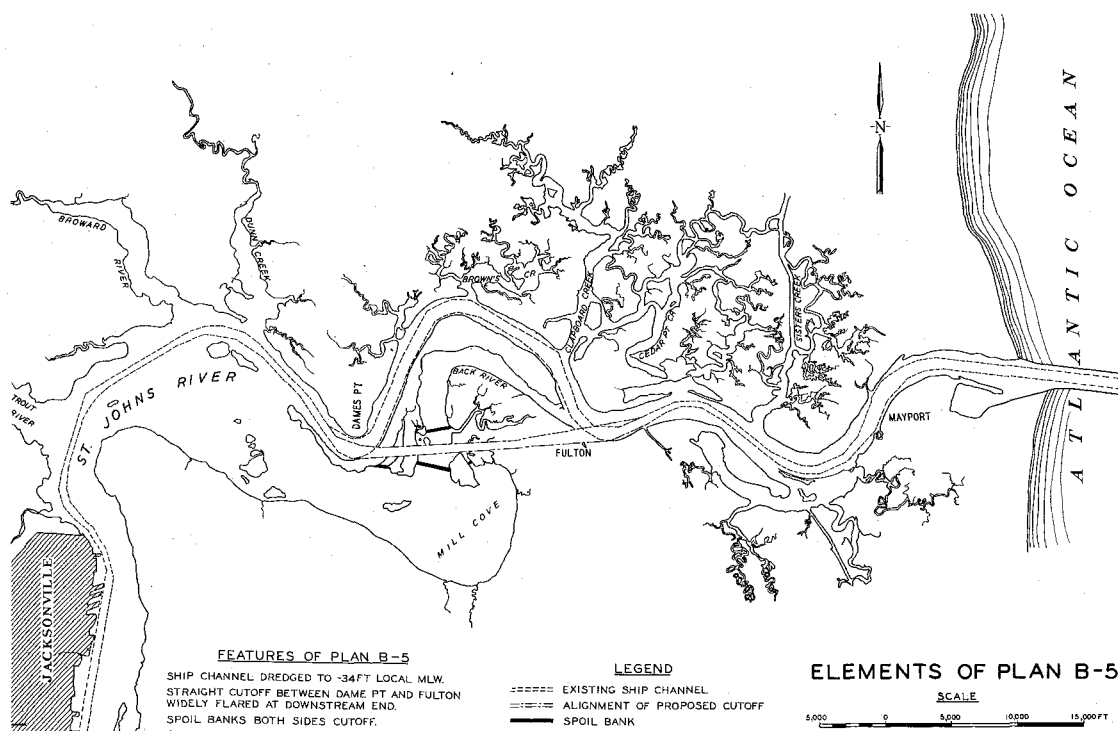 ATLANTIC OCEAN
N
BROWARD
RIVER
DUNN CREEK
BROWN'S CR
CLAPBOARD CREEK
CEDAR PT CRK
SISTERS CREEK
TROUT
RIVER
ST. JOHNS RIVER
DAMES PT
BACK RIVER
FULTON
MAYPORT
MILL COVE
JACKSONVILLE
FEATURES OF PLAN B-5
SHIP CHANNEL DREDGED TO -34FT LOCAL MLW.
STRAIGHT CUTOFF BETWEEN DAME PT AND FULTON
WIDELY FLARED AT DOWNSTREAM END.
SPOIL BANKS BOTH SIDES CUTOFF.
LEGEND
EXISTING SHIP CHANNEL
ALIGNMENT OF PROPOSED CUTOFF
SPOIL BANK
ELEMENTS OF PLAN B-5
SCALE
5,000 0 5,000 10,000 15,000 FT